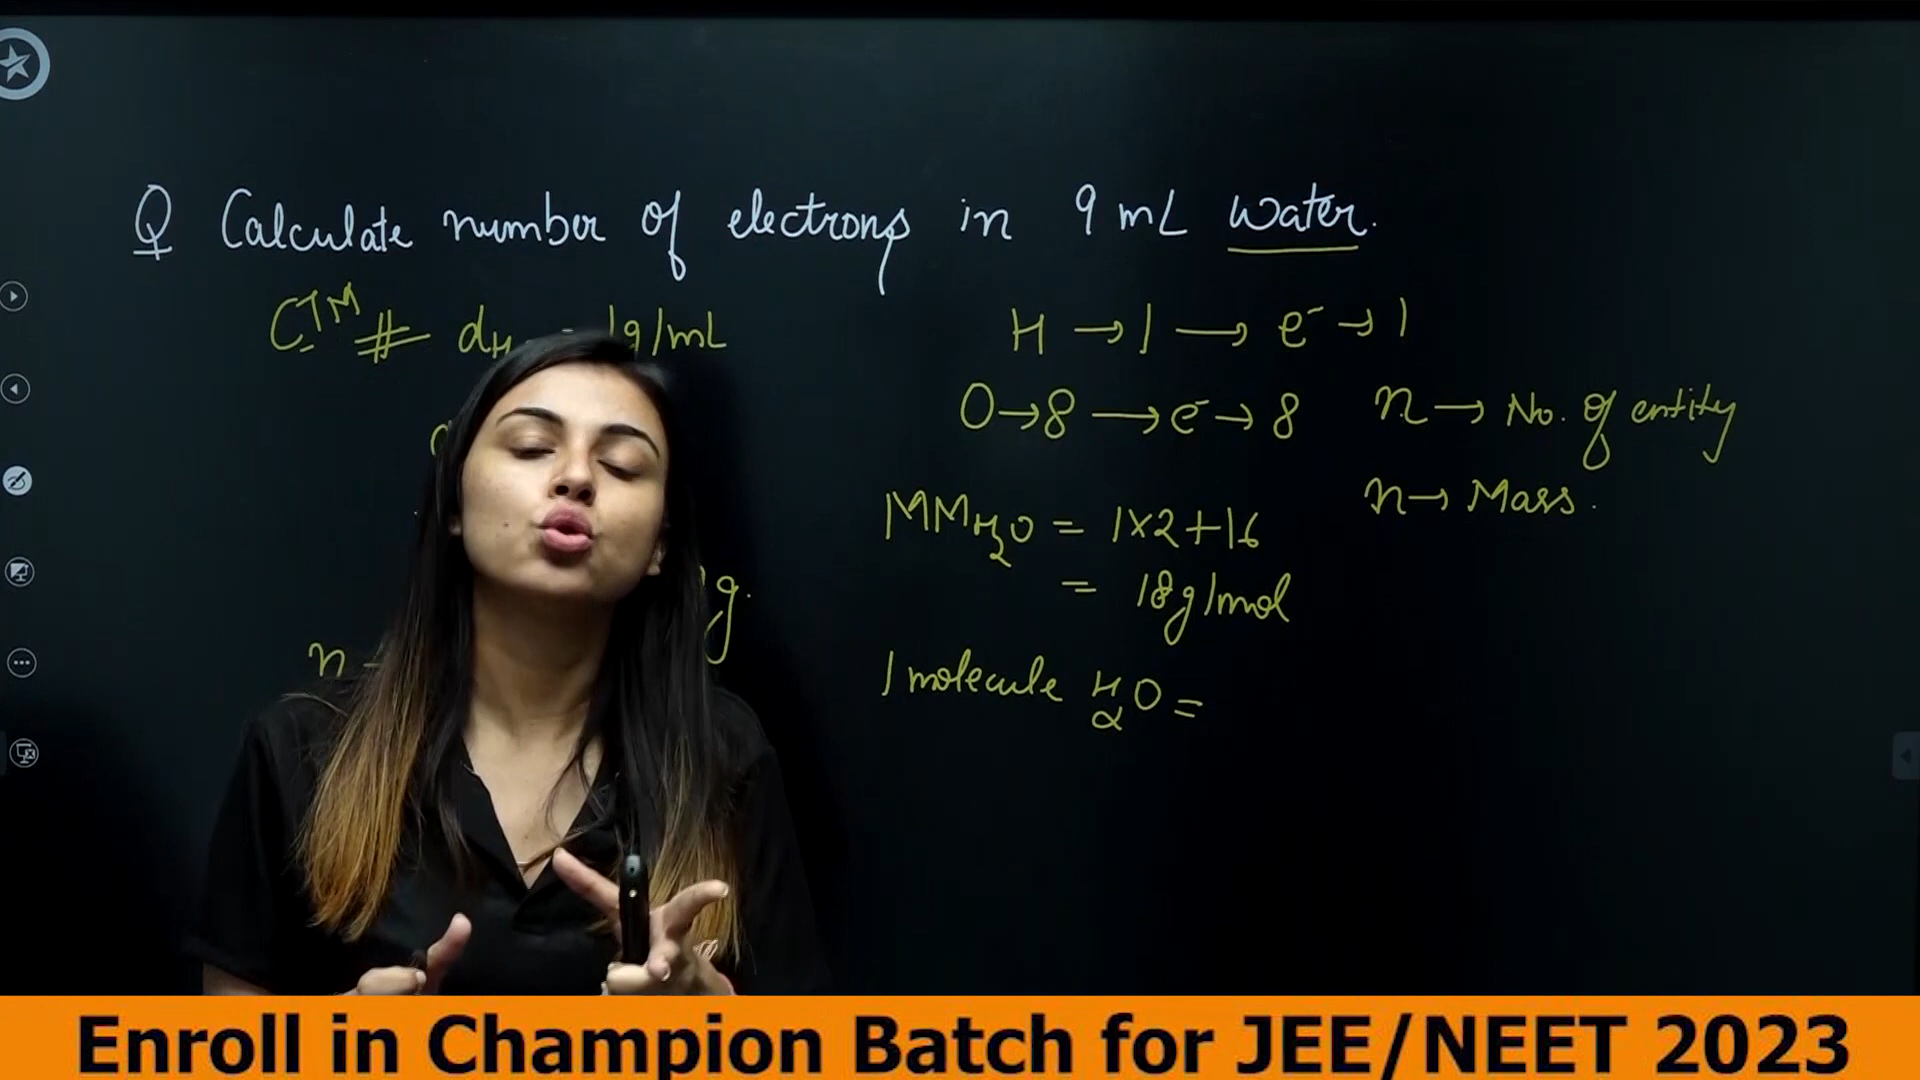 Q Calculate number of electrons in 9 mL water.
CTM # dH = 1g/mL
g.
n
H → 1 → e⁻ → 1
O → 8 → e⁻ → 8
n → No. of entity
n → Mass.
MMH₂O = 1×2+16
= 18g/mol
1 molecule H₂O =
Enroll in Champion Batch for JEE/NEET 2023